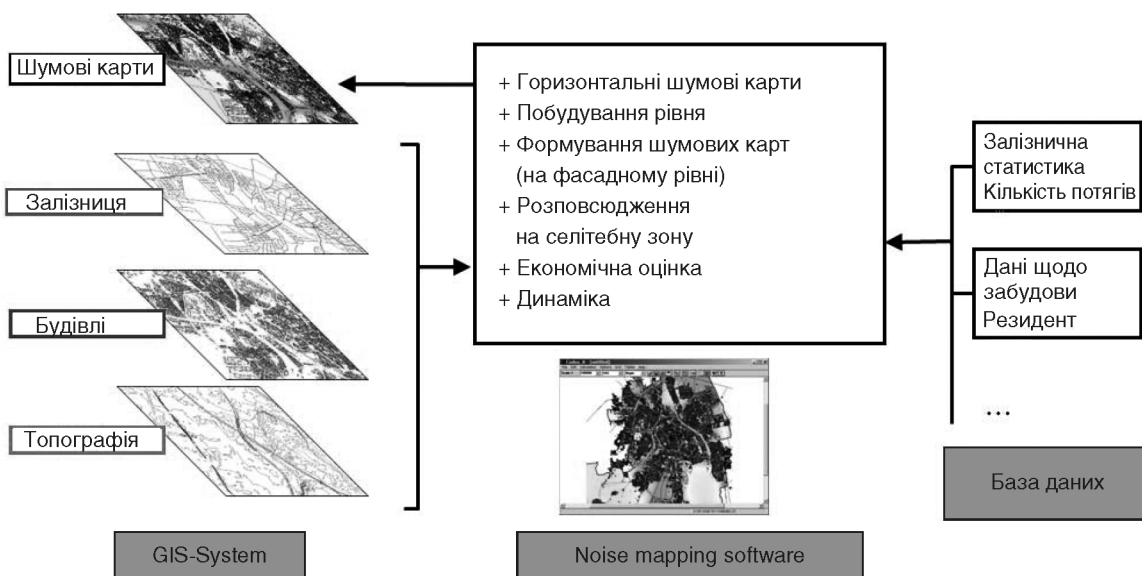 Шумові карти
Залізниця
Будівлі
Топографія
GIS-System
+ Горизонтальні шумові карти
+ Побудування рівня
+ Формування шумових карт
(на фасадному рівні)
+ Розповсюдження
на селітебну зону
+ Економічна оцінка
+ Динаміка
Noise mapping software
Залізнична
статистика
Кількість потягів
...
Дані щодо
забудови
Резидент
...
База даних